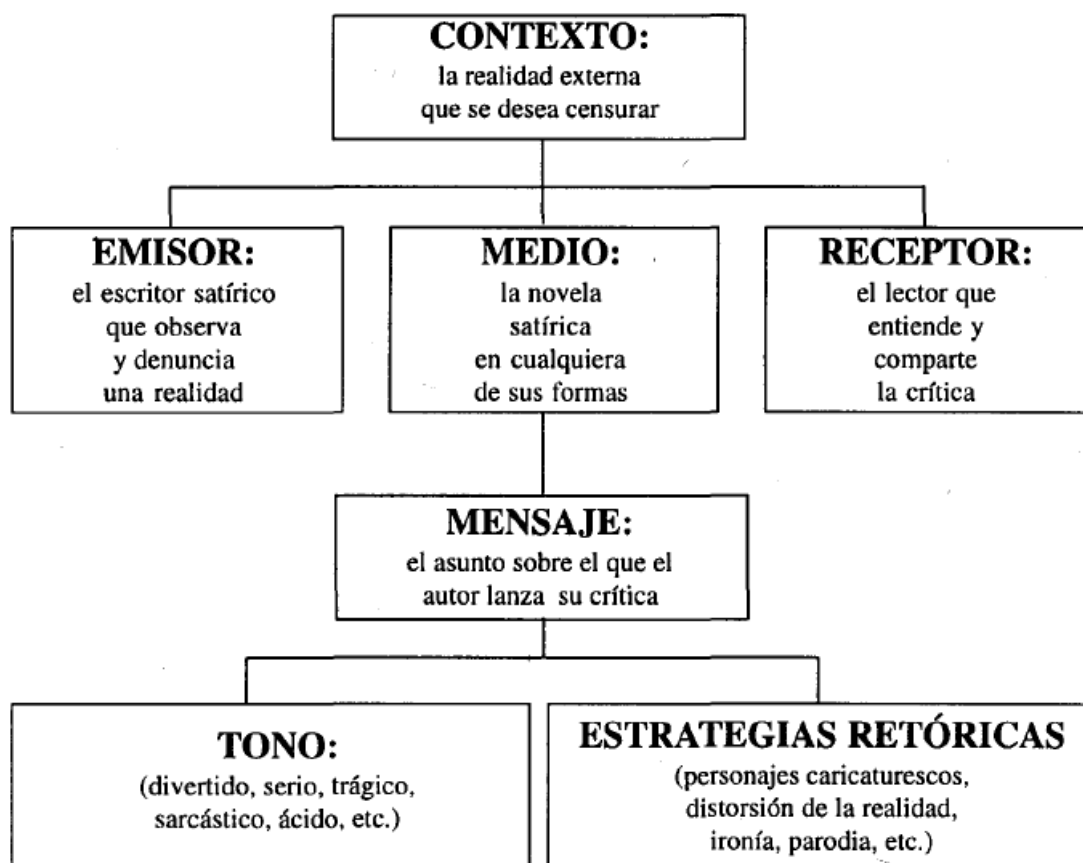 CONTEXTO:
la realidad externa
que se desea censurar
EMISOR:
el escritor satírico
que observa
y denuncia
una realidad
MEDIO:
la novela
satírica
en cualquiera
de sus formas
RECEPTOR:
el lector que
entiende y
comparte
la crítica
MENSAJE:
el asunto sobre el que el
autor lanza su crítica
TONO:
(divertido, serio, trágico,
sarcástico, ácido, etc.)
ESTRATEGIAS RETÓRICAS
(personajes caricaturescos,
distorsión de la realidad,
ironía, parodia, etc.)